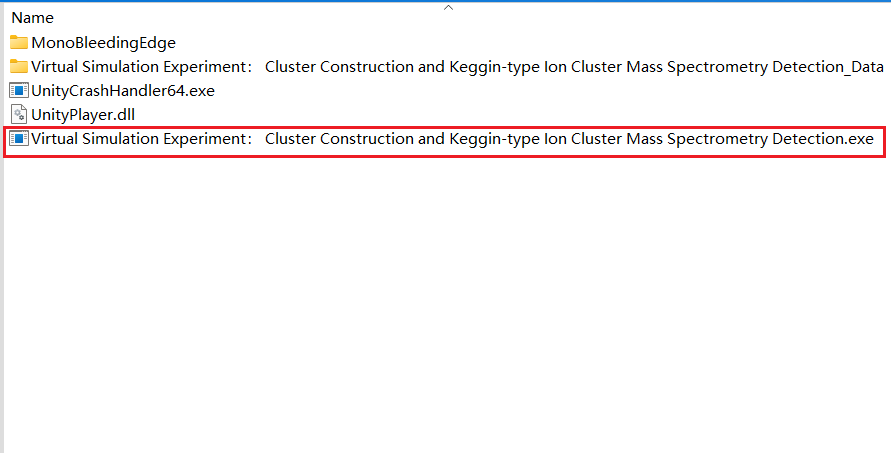 Name
MonoBleedingEdge
Virtual Simulation Experiment： Cluster Construction and Keggin-type Ion Cluster Mass Spectrometry Detection_Data
UnityCrashHandler64.exe
UnityPlayer.dll
Virtual Simulation Experiment： Cluster Construction and Keggin-type Ion Cluster Mass Spectrometry Detection.exe